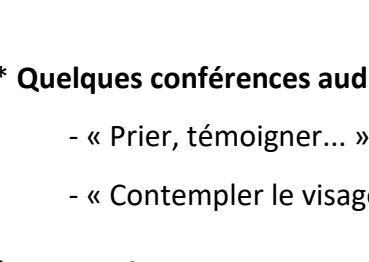 * Quelques conférences aud
- « Prier, témoigner... »
- « Contempler le visag